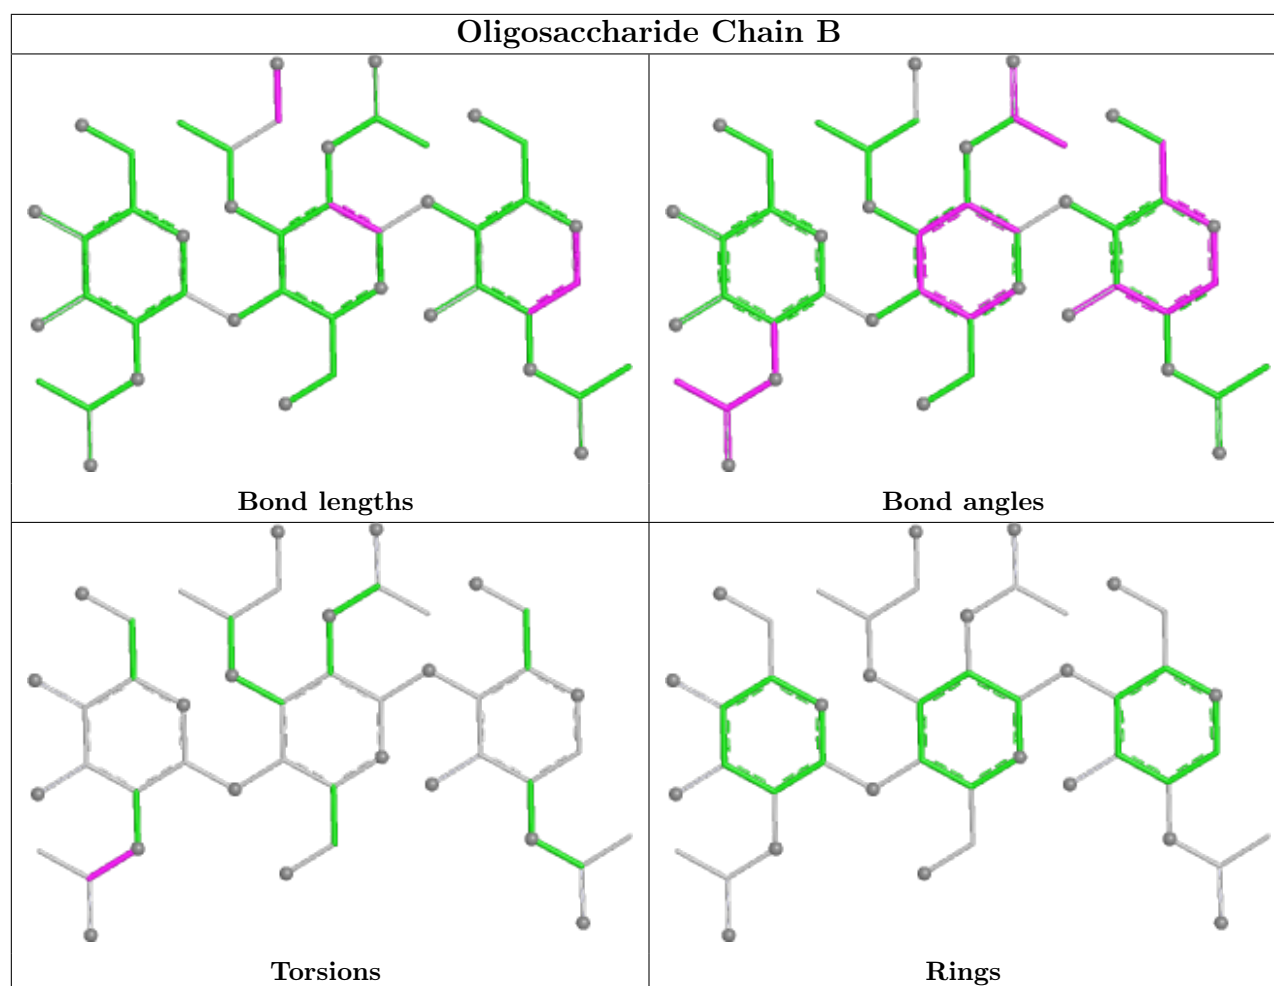 Oligosaccharide Chain B
Bond lengths
Bond angles
Torsions
Rings